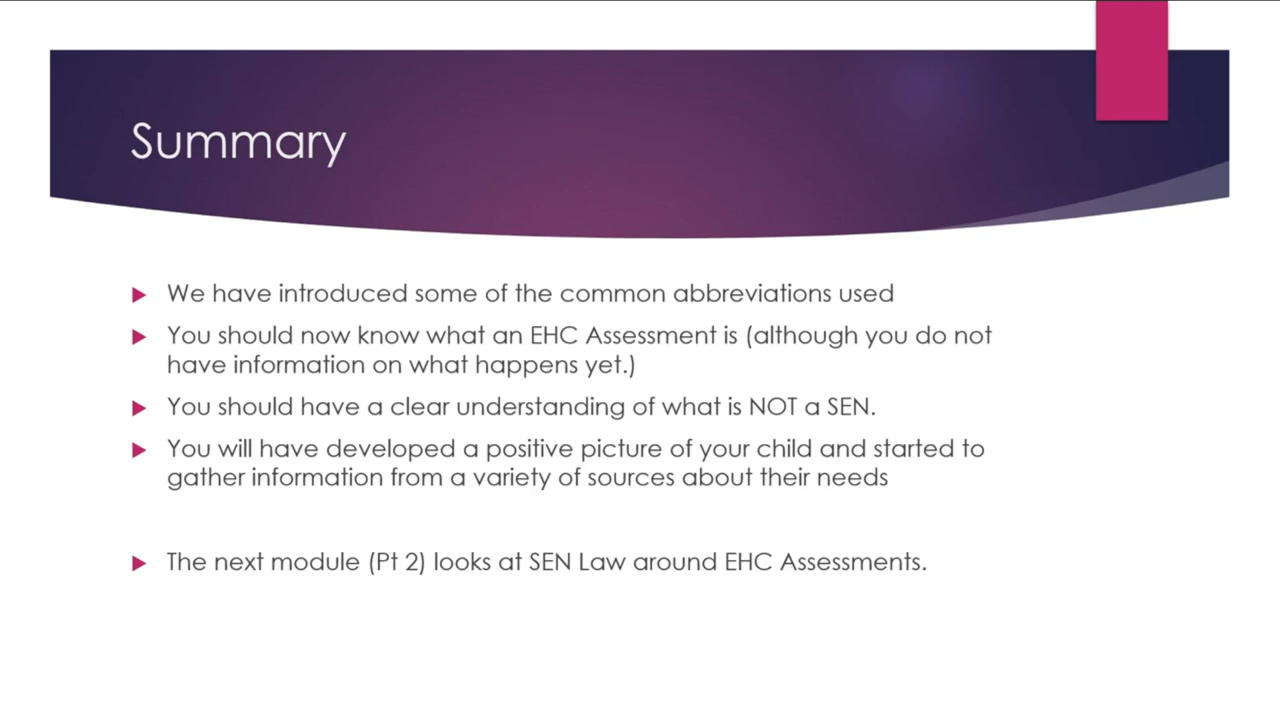 Summary
We have introduced some of the common abbreviations used
You should now know what an EHC Assessment is (although you do not
have information on what happens yet.)
You should have a clear understanding of what is NOT a SEN.
You will have developed a positive picture of your child and started to
gather information from a variety of sources about their needs
The next module (Pt 2) looks at SEN Law around EHC Assessments.